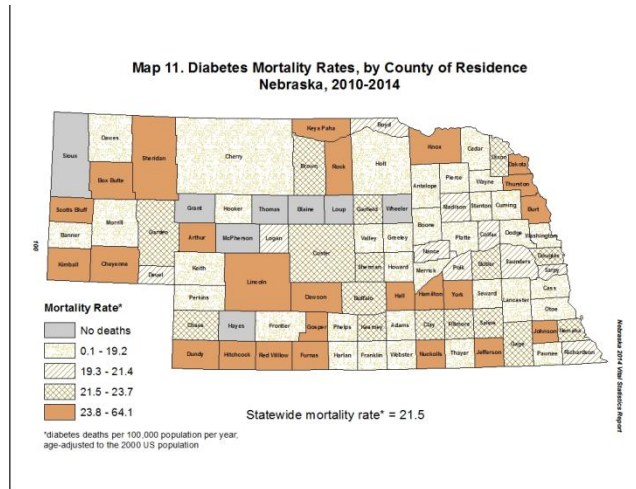 Map 11. Diabetes Mortality Rates, by County of Residence
Nebraska, 2010-2014
Sioux
Dawes
Sheridan
Box Butte
Cherry
Keya Paha
Boyd
Brown
Rock
Holt
Knox
Cedar
Dixon
Dakota
Antelope
Pierce
Wayne
Thurston
Scotts Bluff
Morrill
Garden
Grant
Hooker
Thomas
Blaine
Loup
Garfield
Wheeler
Boone
Madison
Stanton
Cuming
Burt
Banner
Arthur
McPherson
Logan
Custer
Valley
Greeley
Nance
Platte
Colfax
Dodge
Washington
Kimball
Cheyenne
Deuel
Keith
Lincoln
Sherman
Howard
Merrick
Polk
Butler
Saunders
Douglas
Sarpy
Perkins
Dawson
Buffalo
Hall
Hamilton
York
Seward
Lancaster
Cass
Otoe
Chase
Hayes
Frontier
Gosper
Phelps
Kearney
Adams
Clay
Fillmore
Saline
Gage
Johnson
Nemaha
Dundy
Hitchcock
Red Willow
Furnas
Harlan
Franklin
Webster
Nuckolls
Thayer
Jefferson
Pawnee
Richardson
Mortality Rate*
No deaths
0.1 - 19.2
19.3 - 21.4
21.5 - 23.7
23.8 - 64.1
Statewide mortality rate* = 21.5
*diabetes deaths per 100,000 population per year,
age-adjusted to the 2000 US population
100
Nebraska 2014 Vital Statistics Report